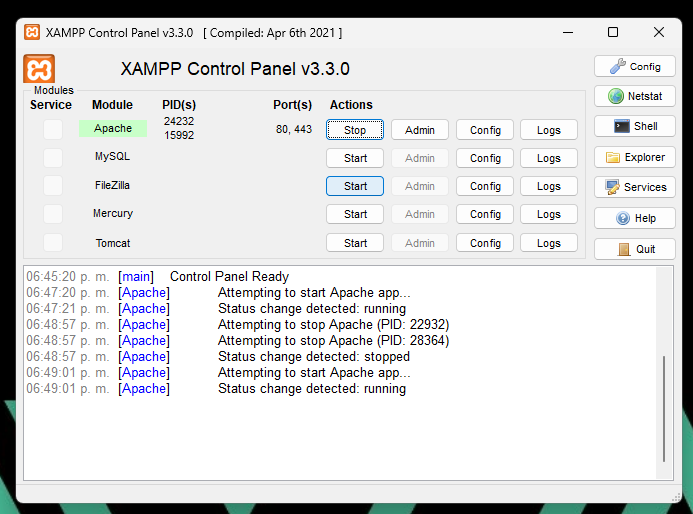 XAMPP Control Panel v3.3.0 [ Compiled: Apr 6th 2021 ]
XAMPP Control Panel v3.3.0
Config
Modules
Service Module PID(s) Port(s) Actions
Netstat
Apache 24232 15992 80, 443 Stop Admin Config Logs
Shell
MySQL Start Admin Config Logs
Explorer
FileZilla Start Admin Config Logs
Services
Mercury Start Admin Config Logs
Help
Tomcat Start Admin Config Logs
Quit
06:45:20 p. m. [main] Control Panel Ready
06:47:20 p. m. [Apache] Attempting to start Apache app...
06:47:21 p. m. [Apache] Status change detected: running
06:48:57 p. m. [Apache] Attempting to stop Apache (PID: 22932)
06:48:57 p. m. [Apache] Attempting to stop Apache (PID: 28364)
06:48:57 p. m. [Apache] Status change detected: stopped
06:49:01 p. m. [Apache] Attempting to start Apache app...
06:49:01 p. m. [Apache] Status change detected: running